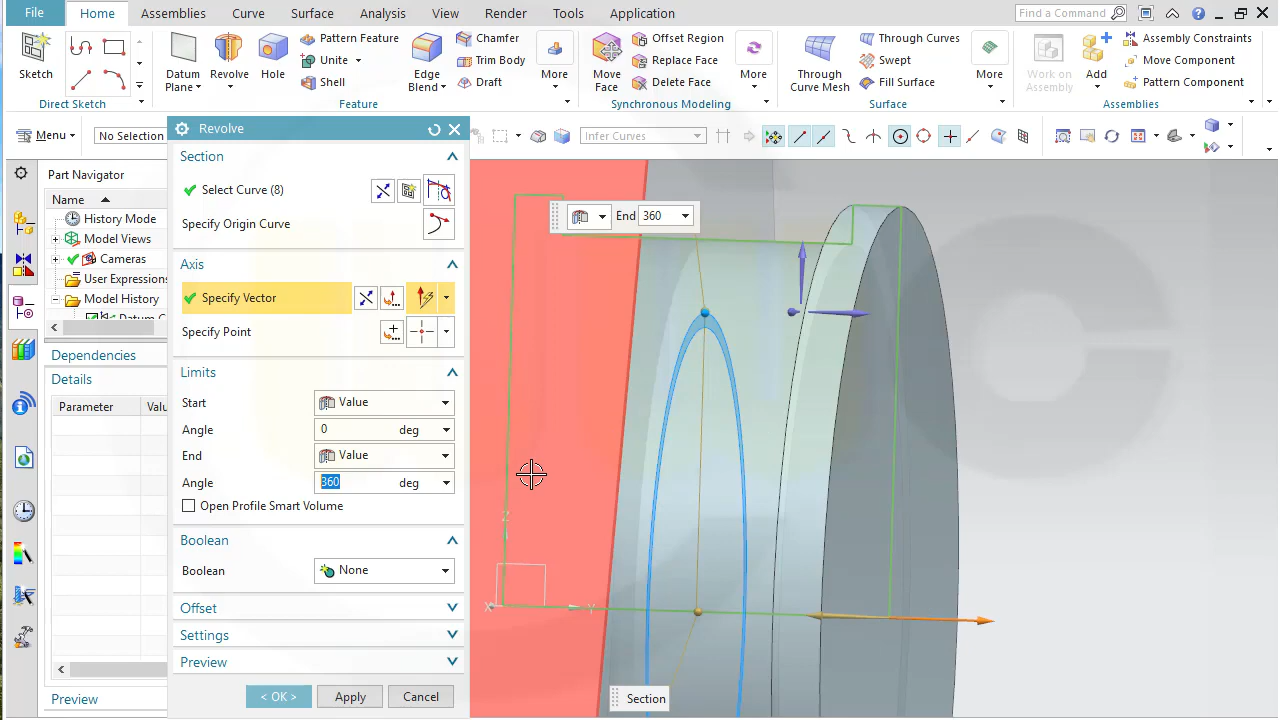 File Home Assemblies Curve Surface Analysis View Render Tools Application Find a Command
Sketch
Direct Sketch
Datum Plane
Revolve
Hole
Pattern Feature
Unite
Shell
Edge Blend
Chamfer
Trim Body
Draft
More
Feature
Move Face
Offset Region
Replace Face
Delete Face
More
Synchronous Modeling
Through Curve Mesh
Through Curves
Swept
Fill Surface
More
Surface
Work on Assembly
Add
Assembly Constraints
Move Component
Pattern Component
Assemblies
Menu
No Selection
Infer Curves
Part Navigator
Name
History Mode
Model Views
Cameras
User Expressions
Model History
Dependencies
Details
Parameter Valu
Preview
Revolve
Section
Select Curve (8)
Specify Origin Curve
Axis
Specify Vector
Specify Point
Limits
Start Value
Angle 0 deg
End Value
Angle 360 deg
Open Profile Smart Volume
Boolean
Boolean None
Offset
Settings
Preview
< OK > Apply Cancel
End 360
Z
X Y
Section